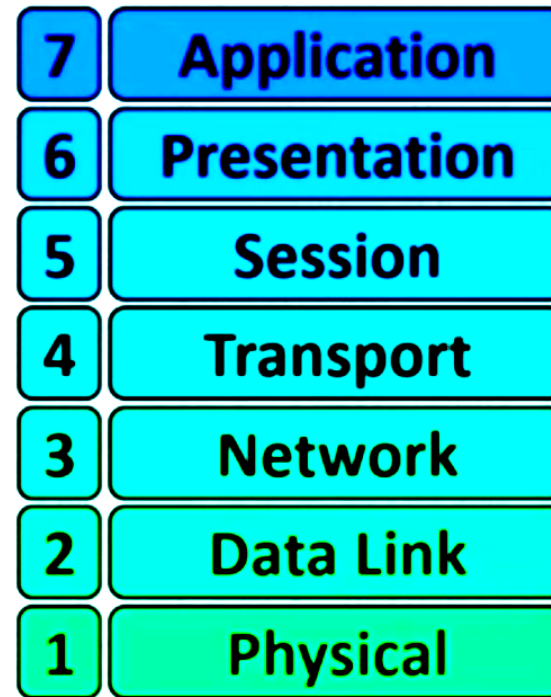 7 Application
6 Presentation
5 Session
4 Transport
3 Network
2 Data Link
1 Physical